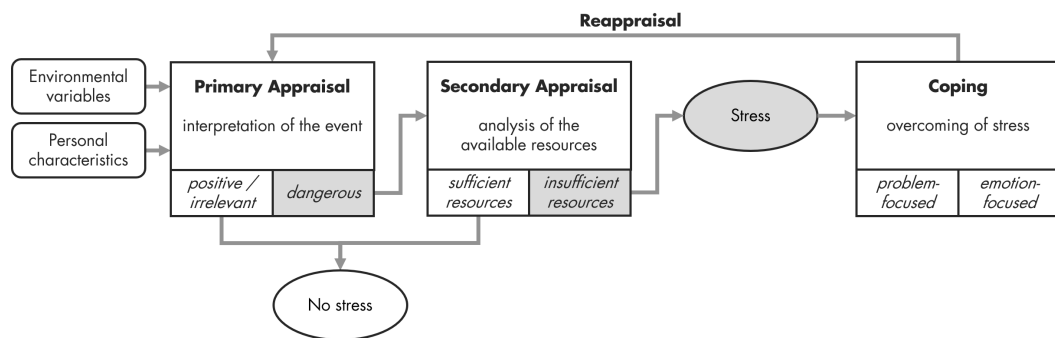 Reappraisal
Environmental
variables
Personal
characteristics
Primary Appraisal
interpretation of the event
positive /
irrelevant
dangerous
Secondary Appraisal
analysis of the
available resources
sufficient
resources
insufficient
resources
Stress
Coping
overcoming of stress
problem-
focused
emotion-
focused
No stress